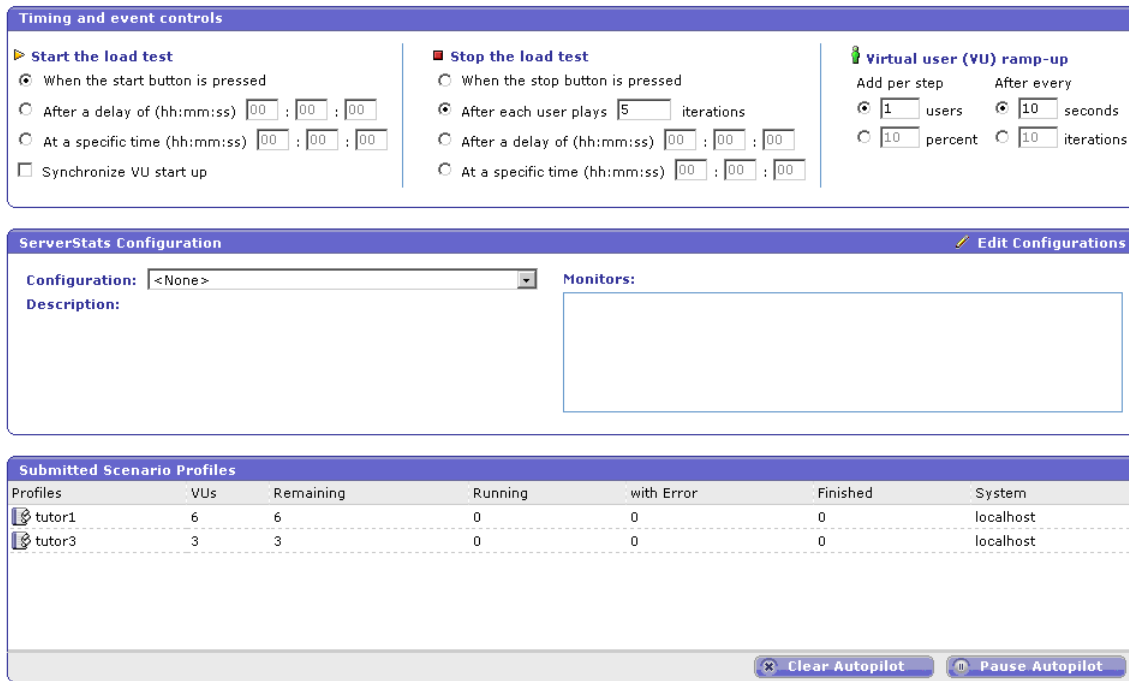 Timing and event controls
Start the load test
When the start button is pressed
After a delay of (hh:mm:ss) 00 : 00 : 00
At a specific time (hh:mm:ss) 00 : 00 : 00
Synchronize VU start up
Stop the load test
When the stop button is pressed
After each user plays 5 iterations
After a delay of (hh:mm:ss) 00 : 00 : 00
At a specific time (hh:mm:ss) 00 : 00 : 00
Virtual user (VU) ramp-up
Add per step After every
1 users 10 seconds
10 percent 10 iterations
ServerStats Configuration Edit Configurations
Configuration: <None>
Description:
Monitors:
Submitted Scenario Profiles
Profiles VUs Remaining Running with Error Finished System
tutor1 6 6 0 0 0 localhost
tutor3 3 3 0 0 0 localhost
Clear Autopilot Pause Autopilot